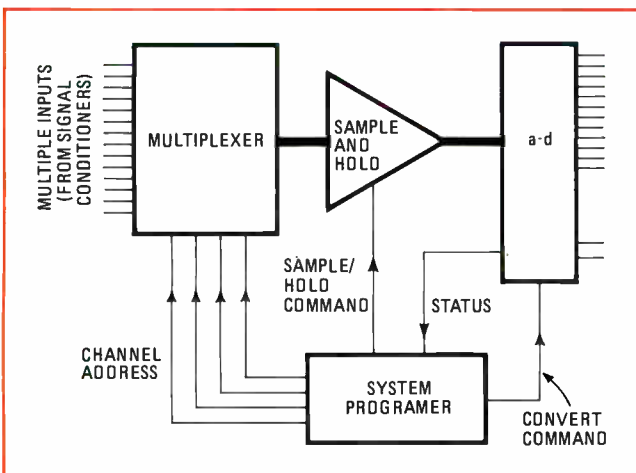 MULTIPLE INPUTS
(FROM SIGNAL
CONDITIONERS)
MULTIPLEXER
SAMPLE
AND
HOLD
a-d
SAMPLE/
HOLD
COMMAND
STATUS
CHANNEL
ADDRESS
SYSTEM
PROGRAMER
CONVERT
COMMAND